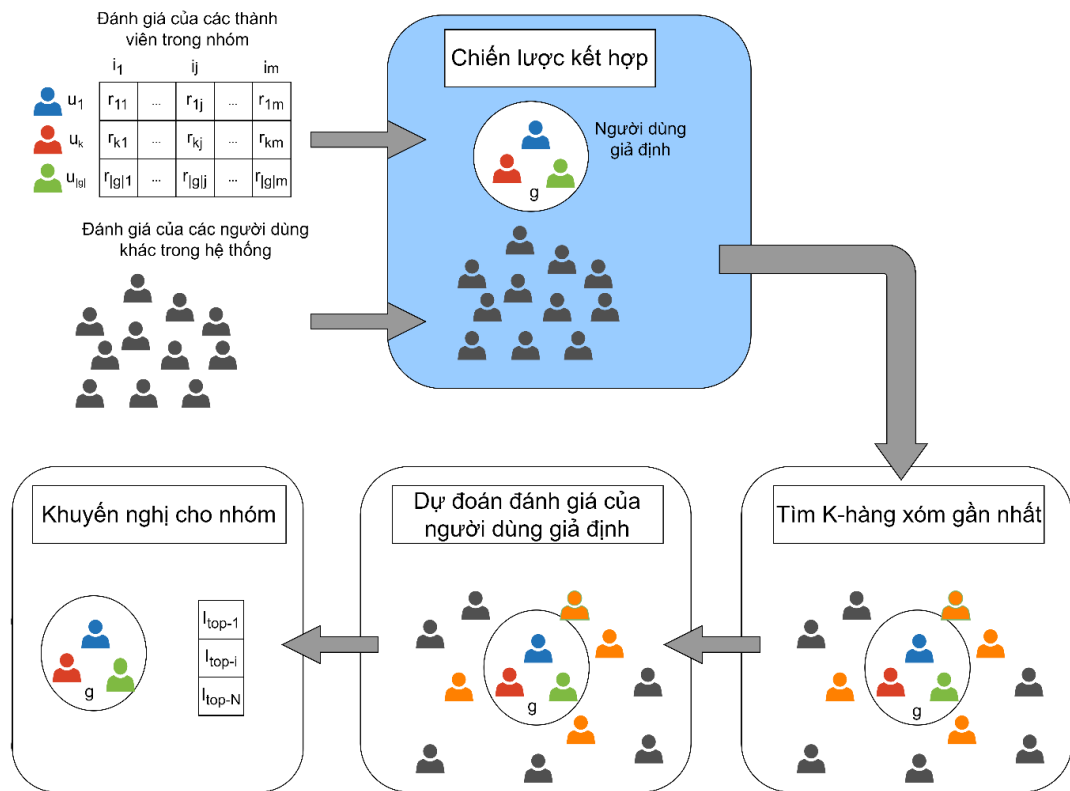 Đánh giá của các thành
viên trong nhóm
i1 ij im
u1 r11 ... r1j ... r1m
uk rk1 ... rkj ... rkm
u|g| r|g|1 ... r|g|j ... r|g|m
Đánh giá của các người dùng
khác trong hệ thống
Chiến lược kết hợp
Người dùng
giả định
g
Tìm K-hàng xóm gần nhất
g
Dự đoán đánh giá của
người dùng giả định
g
Khuyến nghị cho nhóm
Itop-1
Itop-i
Itop-N
g